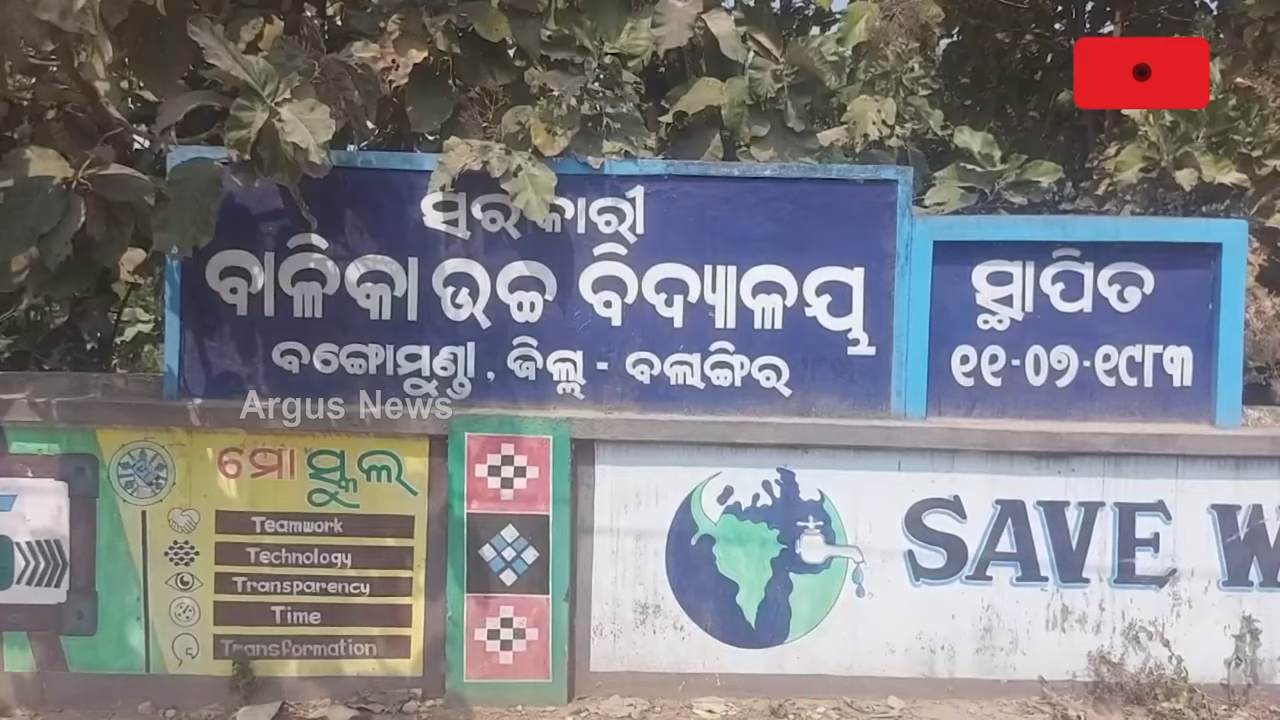 ସରକାରୀ
ବାଳିକା ଉଚ୍ଚ ବିଦ୍ୟାଳୟ
ବଙ୍ଗୋମୁଣ୍ଡା, ଜିଲ୍ଲା - ବଲାଙ୍ଗିର୍
ସ୍ଥାପିତ
୧୧-୦୭-୧୯୮୩
Argus News
ମୋ ସ୍କୁଲ୍
Teamwork
Technology
Transparency
Time
Transformation
SAVE W